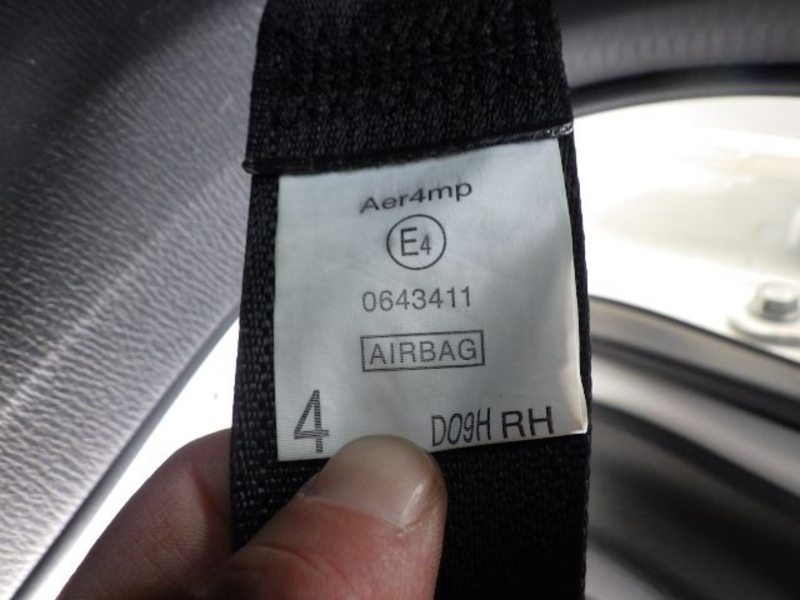 Aer4mp
E4
0643411
AIRBAG
4
D09H RH